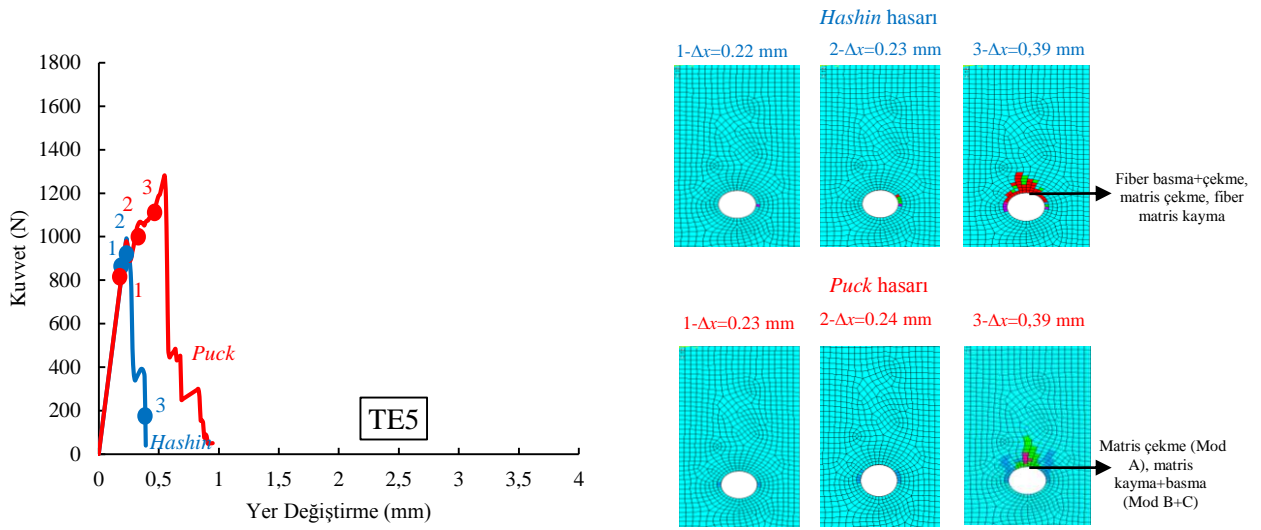 Kuvvet (N)
1800
1600
1400
1200
1000
800
600
400
200
0
0
0,5
1
1,5
2
2,5
3
3,5
4
Yer Değiştirme (mm)
3
2
2
1
1
Puck
3
Hashin
TE5
Hashin hasarı
1-Δx=0.22 mm
2-Δx=0.23 mm
3-Δx=0,39 mm
Fiber basma+çekme,
matris çekme, fiber
matris kayma
Puck hasarı
1-Δx=0.23 mm
2-Δx=0.24 mm
3-Δx=0,39 mm
Matris çekme (Mod
A), matris
kayma+basma
(Mod B+C)